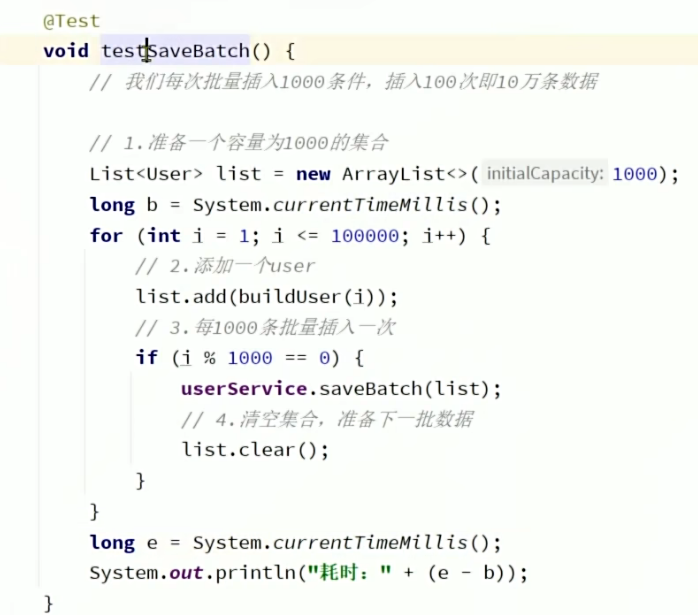 @Test
void testSaveBatch() {
// 我们每次批量插入1000条件，插入100次即10万条数据
// 1.准备一个容量为1000的集合
List<User> list = new ArrayList<>( initialCapacity: 1000);
long b = System.currentTimeMillis();
for (int i = 1; i <= 100000; i++) {
// 2.添加一个user
list.add(buildUser(i));
// 3.每1000条批量插入一次
if (i % 1000 == 0) {
userService.saveBatch(list);
// 4.清空集合，准备下一批数据
list.clear();
}
}
long e = System.currentTimeMillis();
System.out.println("耗时：" + (e - b));
}